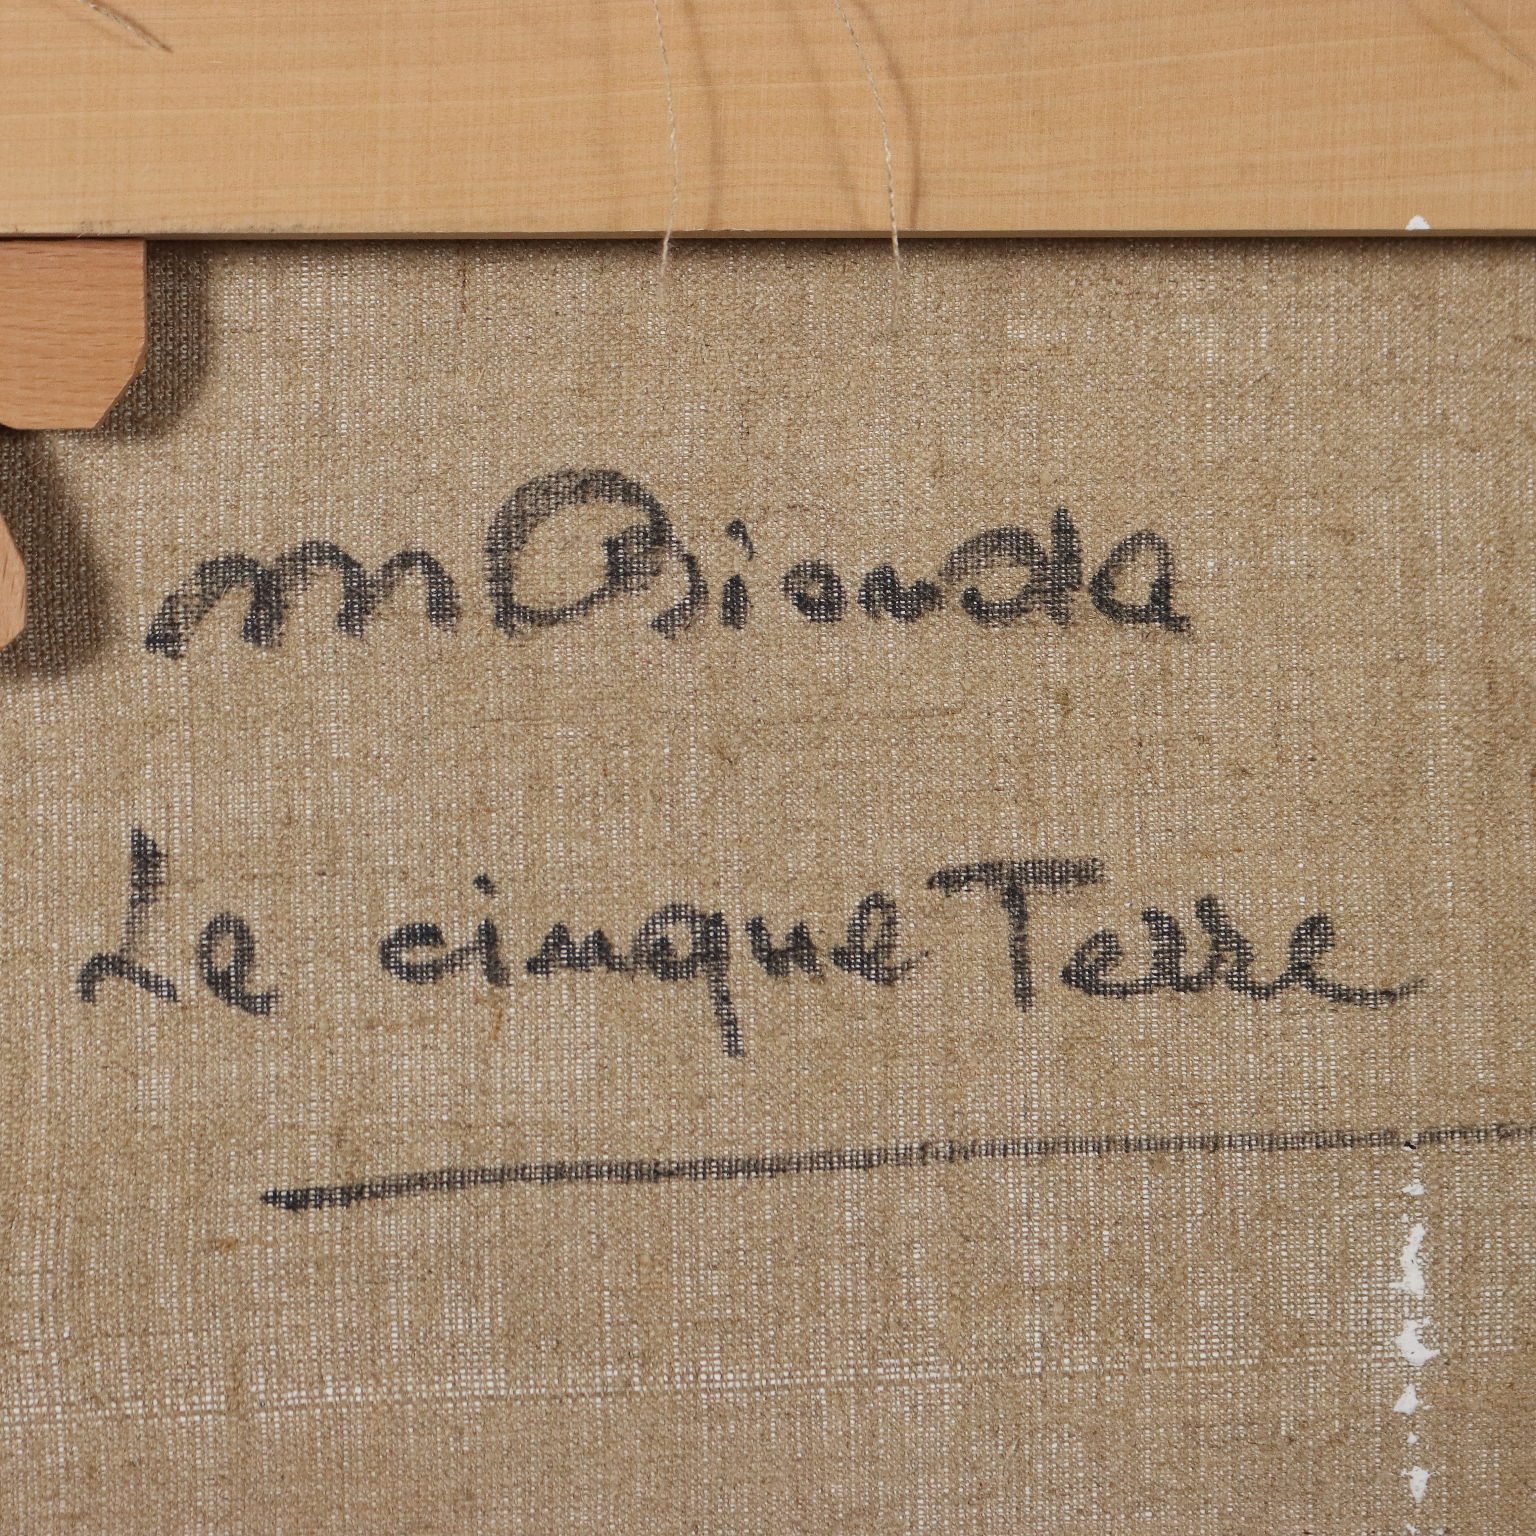 m Bionda
Le cinque Terre